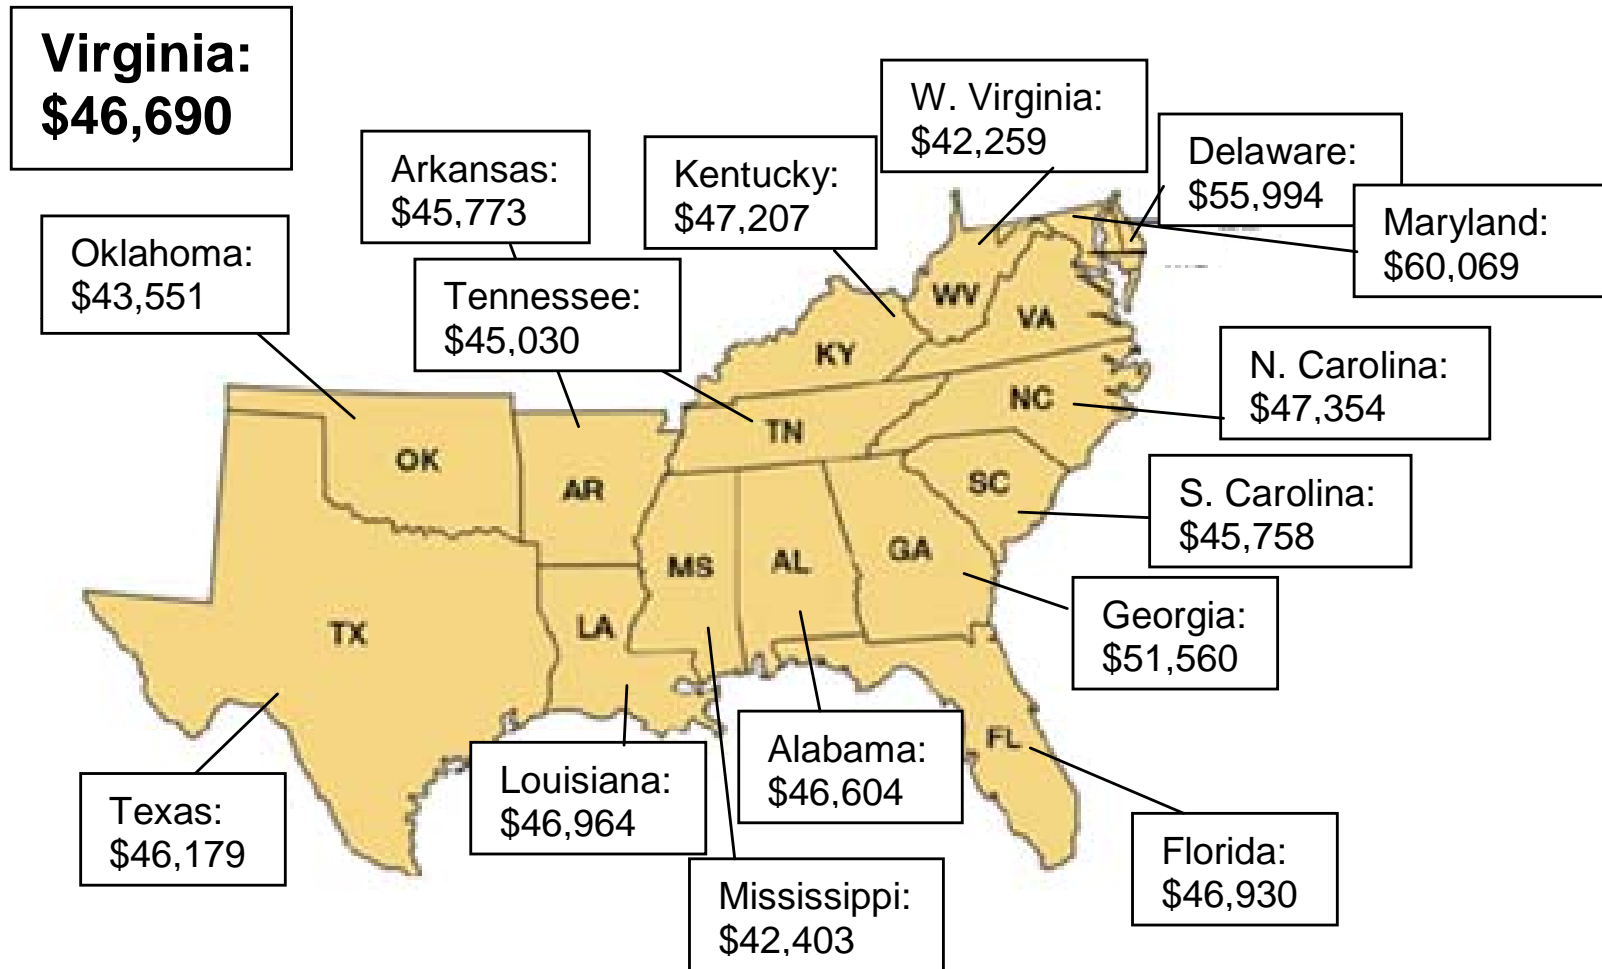 Virginia:
$46,690
W. Virginia:
$42,259
Delaware:
$55,994
Arkansas:
$45,773
Kentucky:
$47,207
Maryland:
$60,069
Oklahoma:
$43,551
Tennessee:
$45,030
N. Carolina:
$47,354
S. Carolina:
$45,758
Georgia:
$51,560
Texas:
$46,179
Louisiana:
$46,964
Alabama:
$46,604
Mississippi:
$42,403
Florida:
$46,930
WV
VA
KY
NC
TN
OK
AR
SC
MS
AL
GA
TX
LA
FL